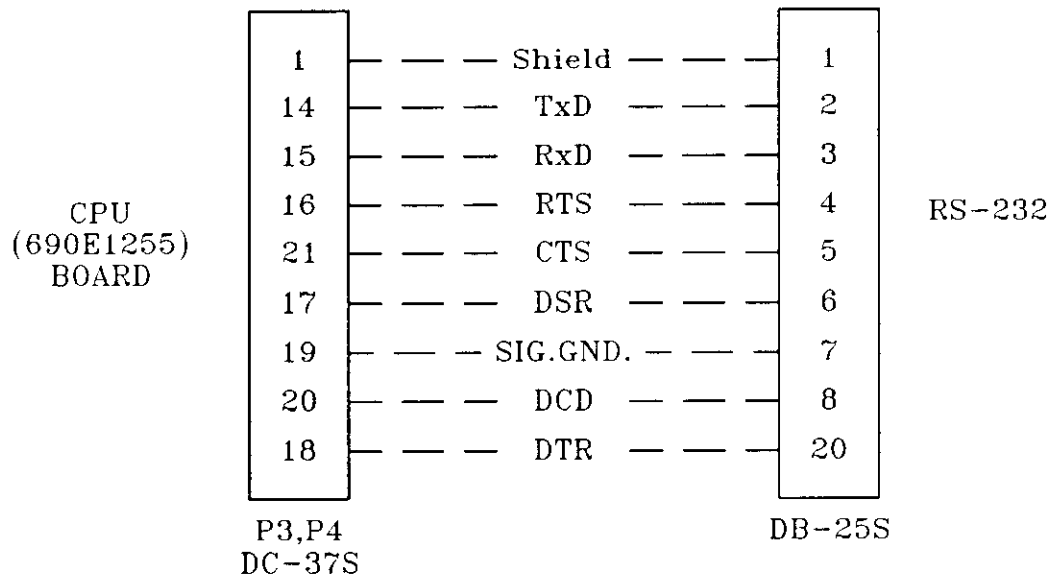 1 Shield 1
14 TxD 2
15 RxD 3
16 RTS 4
21 CTS 5
17 DSR 6
19 SIG.GND. 7
20 DCD 8
18 DTR 20
CPU
(690E1255)
BOARD
RS-232
P3,P4
DC-37S
DB-25S